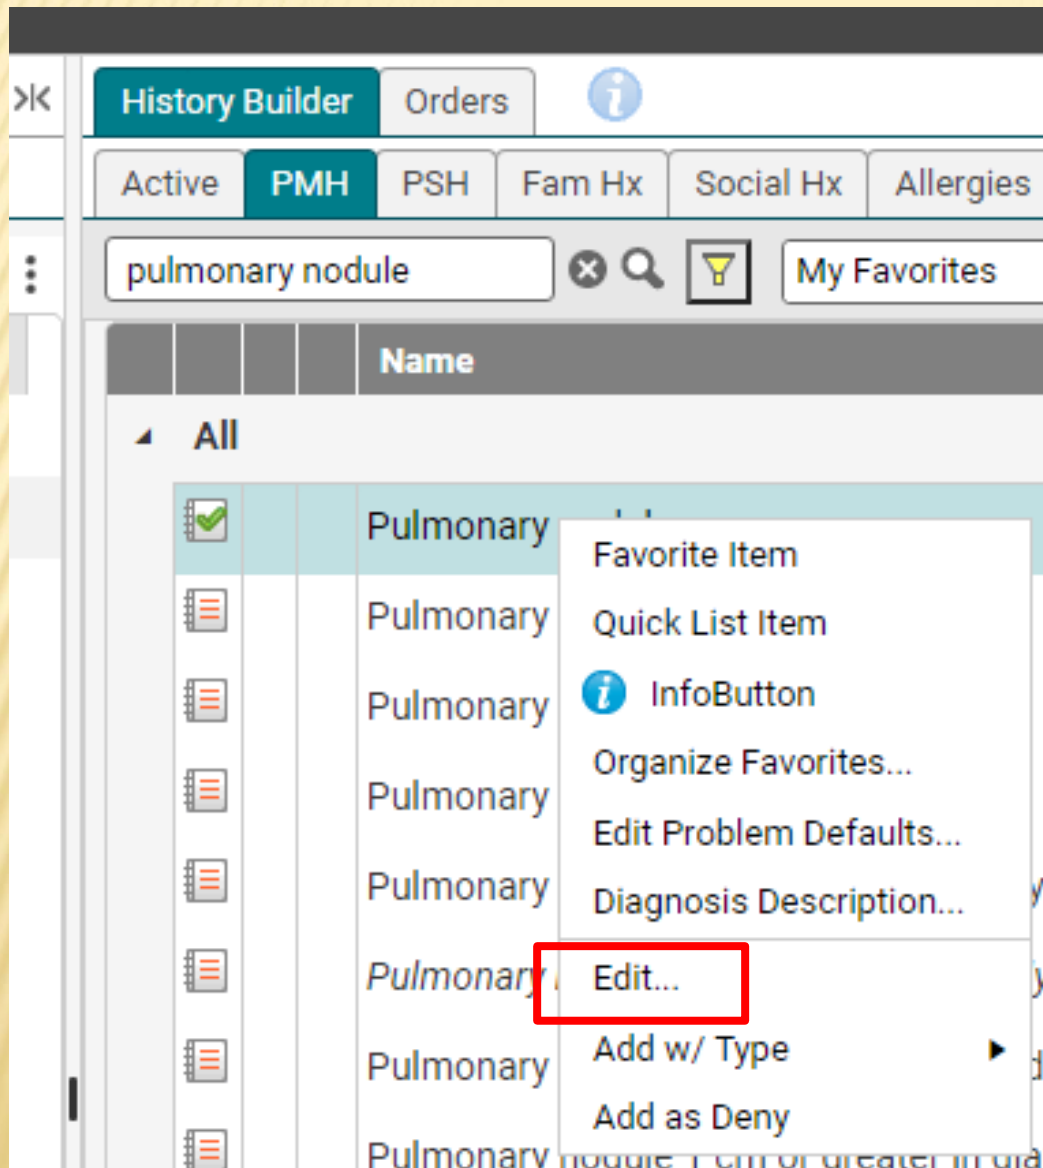 History Builder Orders
Active PMH PSH Fam Hx Social Hx Allergies
pulmonary nodule My Favorites
Name
All
Pulmonary
Favorite Item
Pulmonary Quick List Item
InfoButton
Pulmonary
Organize Favorites...
Pulmonary
Edit Problem Defaults...
Pulmonary Diagnosis Description...
Pulmonary Edit...
Pulmonary Add w/ Type
Add as Deny
Pulmonary nodule 1 cm or greater in dia